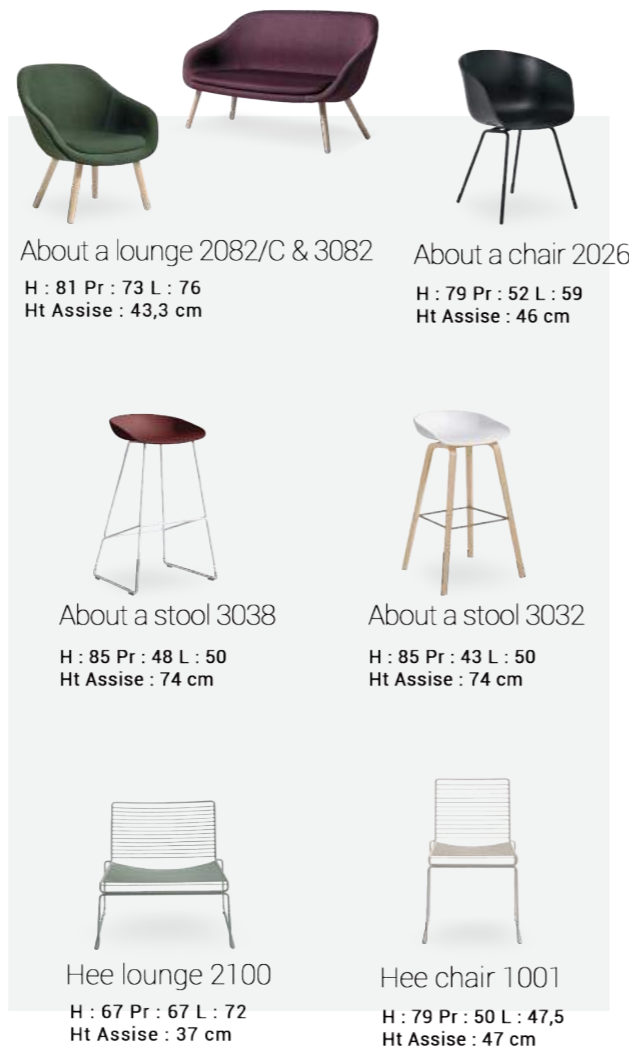 About a lounge 2082/C & 3082
H : 81 Pr : 73 L : 76
Ht Assise : 43,3 cm
About a chair 2026
H : 79 Pr : 52 L : 59
Ht Assise : 46 cm
About a stool 3038
H : 85 Pr : 48 L : 50
Ht Assise : 74 cm
About a stool 3032
H : 85 Pr : 43 L : 50
Ht Assise : 74 cm
Hee lounge 2100
H : 67 Pr : 67 L : 72
Ht Assise : 37 cm
Hee chair 1001
H : 79 Pr : 50 L : 47,5
Ht Assise : 47 cm